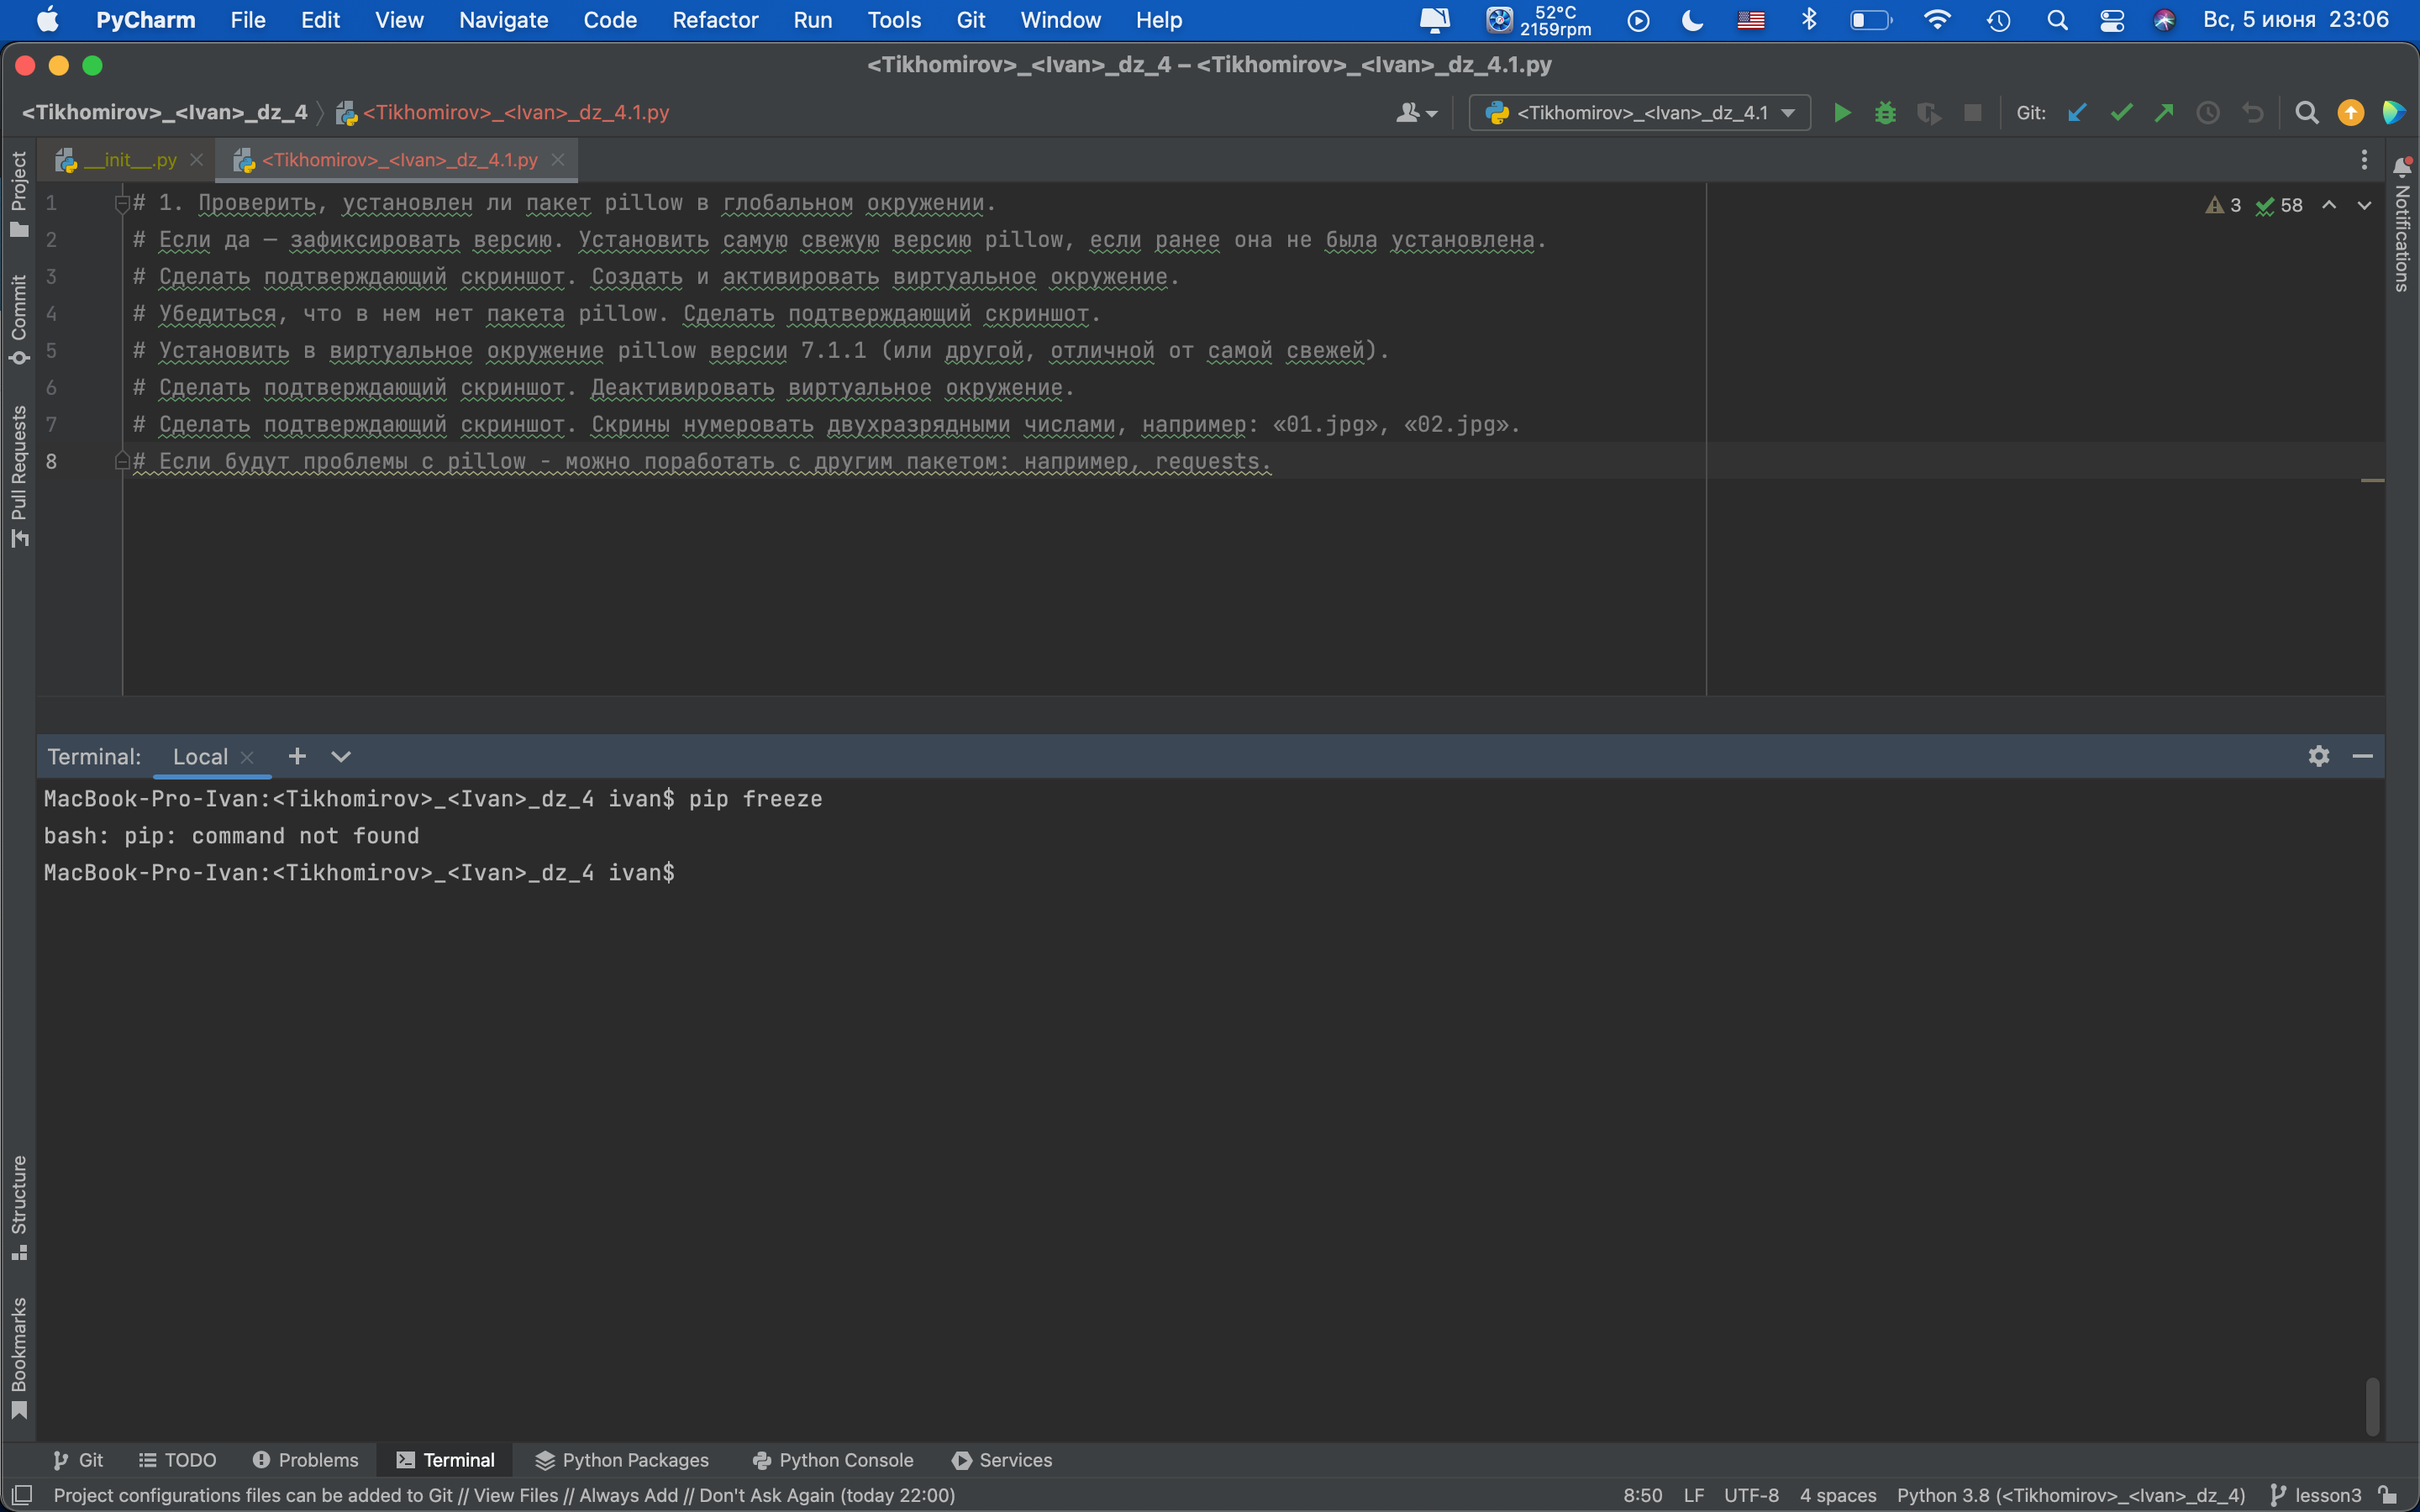 PyCharm File Edit View Navigate Code Refactor Run Tools Git Window Help 52°C 2159rpm Вс, 5 июня 23:06
<Tikhomirov>_<Ivan>_dz_4 – <Tikhomirov>_<Ivan>_dz_4.1.py
<Tikhomirov>_<Ivan>_dz_4 <Tikhomirov>_<Ivan>_dz_4.1.py <Tikhomirov>_<Ivan>_dz_4.1 Git:
__init__.py <Tikhomirov>_<Ivan>_dz_4.1.py
3 58
1 # 1. Проверить, установлен ли пакет pillow в глобальном окружении.
2 # Если да — зафиксировать версию. Установить самую свежую версию pillow, если ранее она не была установлена.
3 # Сделать подтверждающий скриншот. Создать и активировать виртуальное окружение.
4 # Убедиться, что в нем нет пакета pillow. Сделать подтверждающий скриншот.
5 # Установить в виртуальное окружение pillow версии 7.1.1 (или другой, отличной от самой свежей).
6 # Сделать подтверждающий скриншот. Деактивировать виртуальное окружение.
7 # Сделать подтверждающий скриншот. Скрины нумеровать двухразрядными числами, например: «01.jpg», «02.jpg».
8 # Если будут проблемы с pillow - можно поработать с другим пакетом: например, requests.
Project
Commit
Pull Requests
Structure
Bookmarks
Notifications
Terminal: Local
MacBook-Pro-Ivan:<Tikhomirov>_<Ivan>_dz_4 ivan$ pip freeze
bash: pip: command not found
MacBook-Pro-Ivan:<Tikhomirov>_<Ivan>_dz_4 ivan$
Git TODO Problems Terminal Python Packages Python Console Services
Project configurations files can be added to Git // View Files // Always Add // Don't Ask Again (today 22:00) 8:50 LF UTF-8 4 spaces Python 3.8 (<Tikhomirov>_<Ivan>_dz_4) lesson3